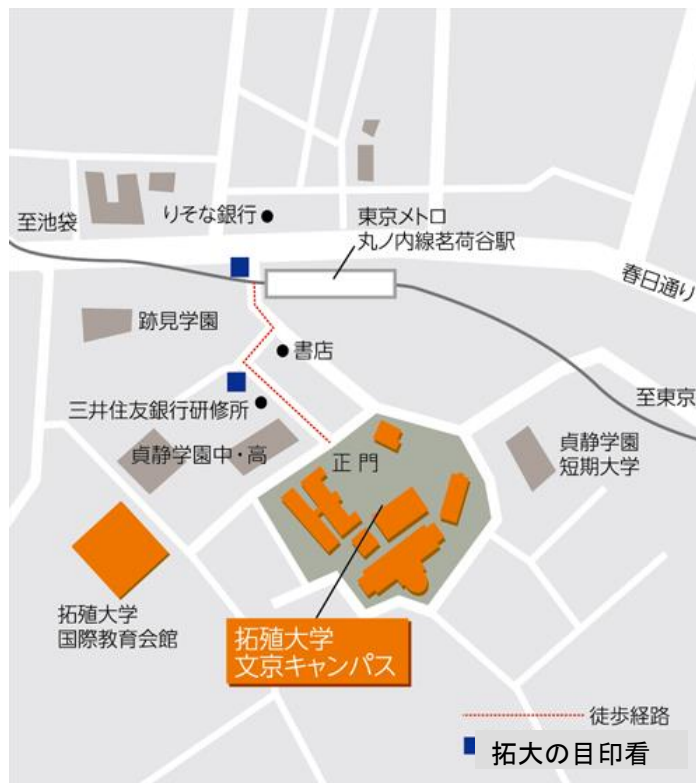 りそな銀行
至池袋
東京メトロ
丸ノ内線茗荷谷駅
春日通り
跡見学園
書店
至東京
三井住友銀行研修所
貞静学園中・高
正門
貞静学園
短期大学
拓殖大学
国際教育会館
拓殖大学
文京キャンパス
徒歩経路
拓大の目印看